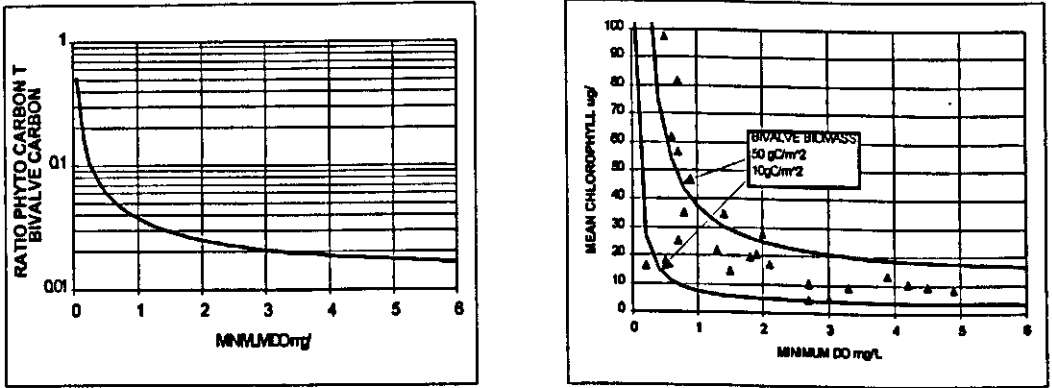 RATIO PHYTO CARBON T
BIVALVE CARBON
1
0.1
0.01
0 1 2 3 4 5 6
100
90
80
70
60
50
40
30
20
10
0
MEAN CHLOROPHYLL ug/
BIVALVE BIOMASS
50 gC/m^2
10gC/m^2
0 1 2 3 4 5 6
MINIMUM DO mg/L